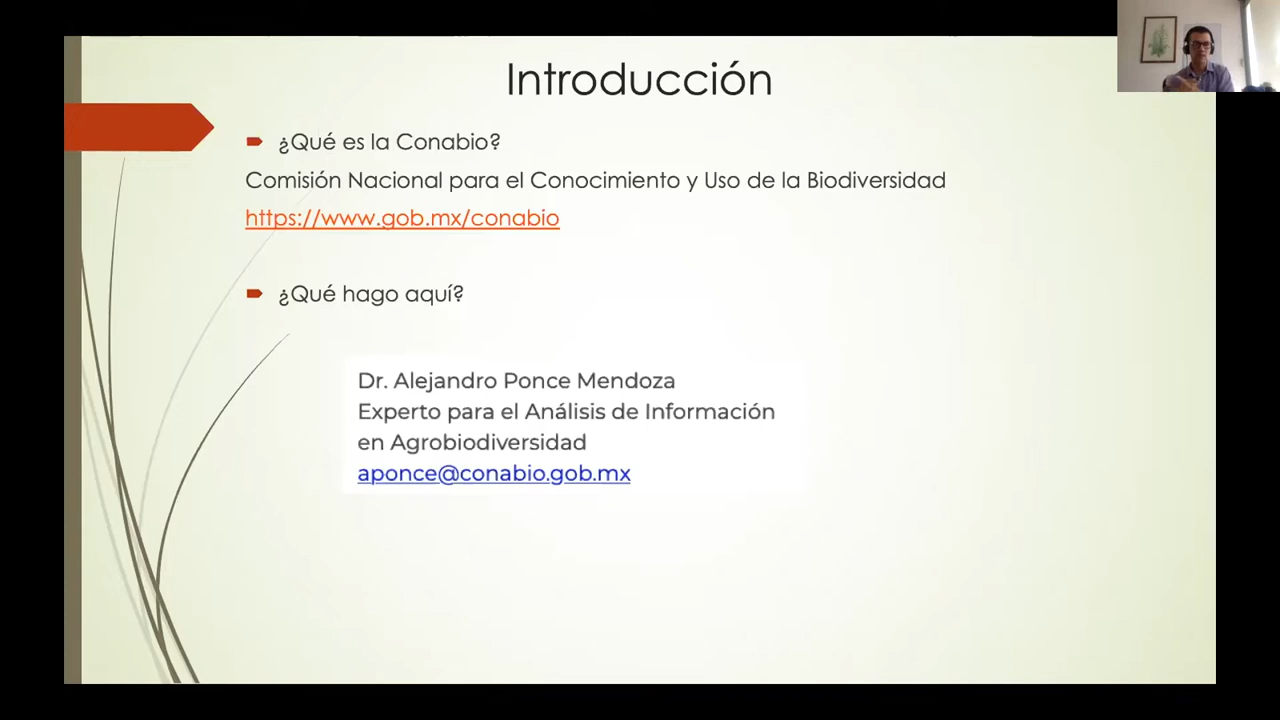 Introducción
¿Qué es la Conabio?
Comisión Nacional para el Conocimiento y Uso de la Biodiversidad
https://www.gob.mx/conabio
¿Qué hago aquí?
Dr. Alejandro Ponce Mendoza
Experto para el Análisis de Información
en Agrobiodiversidad
aponce@conabio.gob.mx